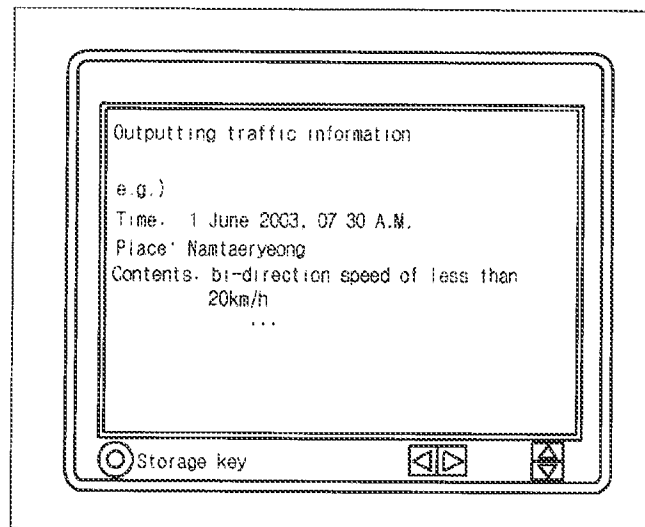 Outputting traffic information
e.g.)
Time. 1 June 2003, 07 30 A.M.
Place' Namtaeryeong
Contents. bi-direction speed of less than
20km/h
...
Storage key